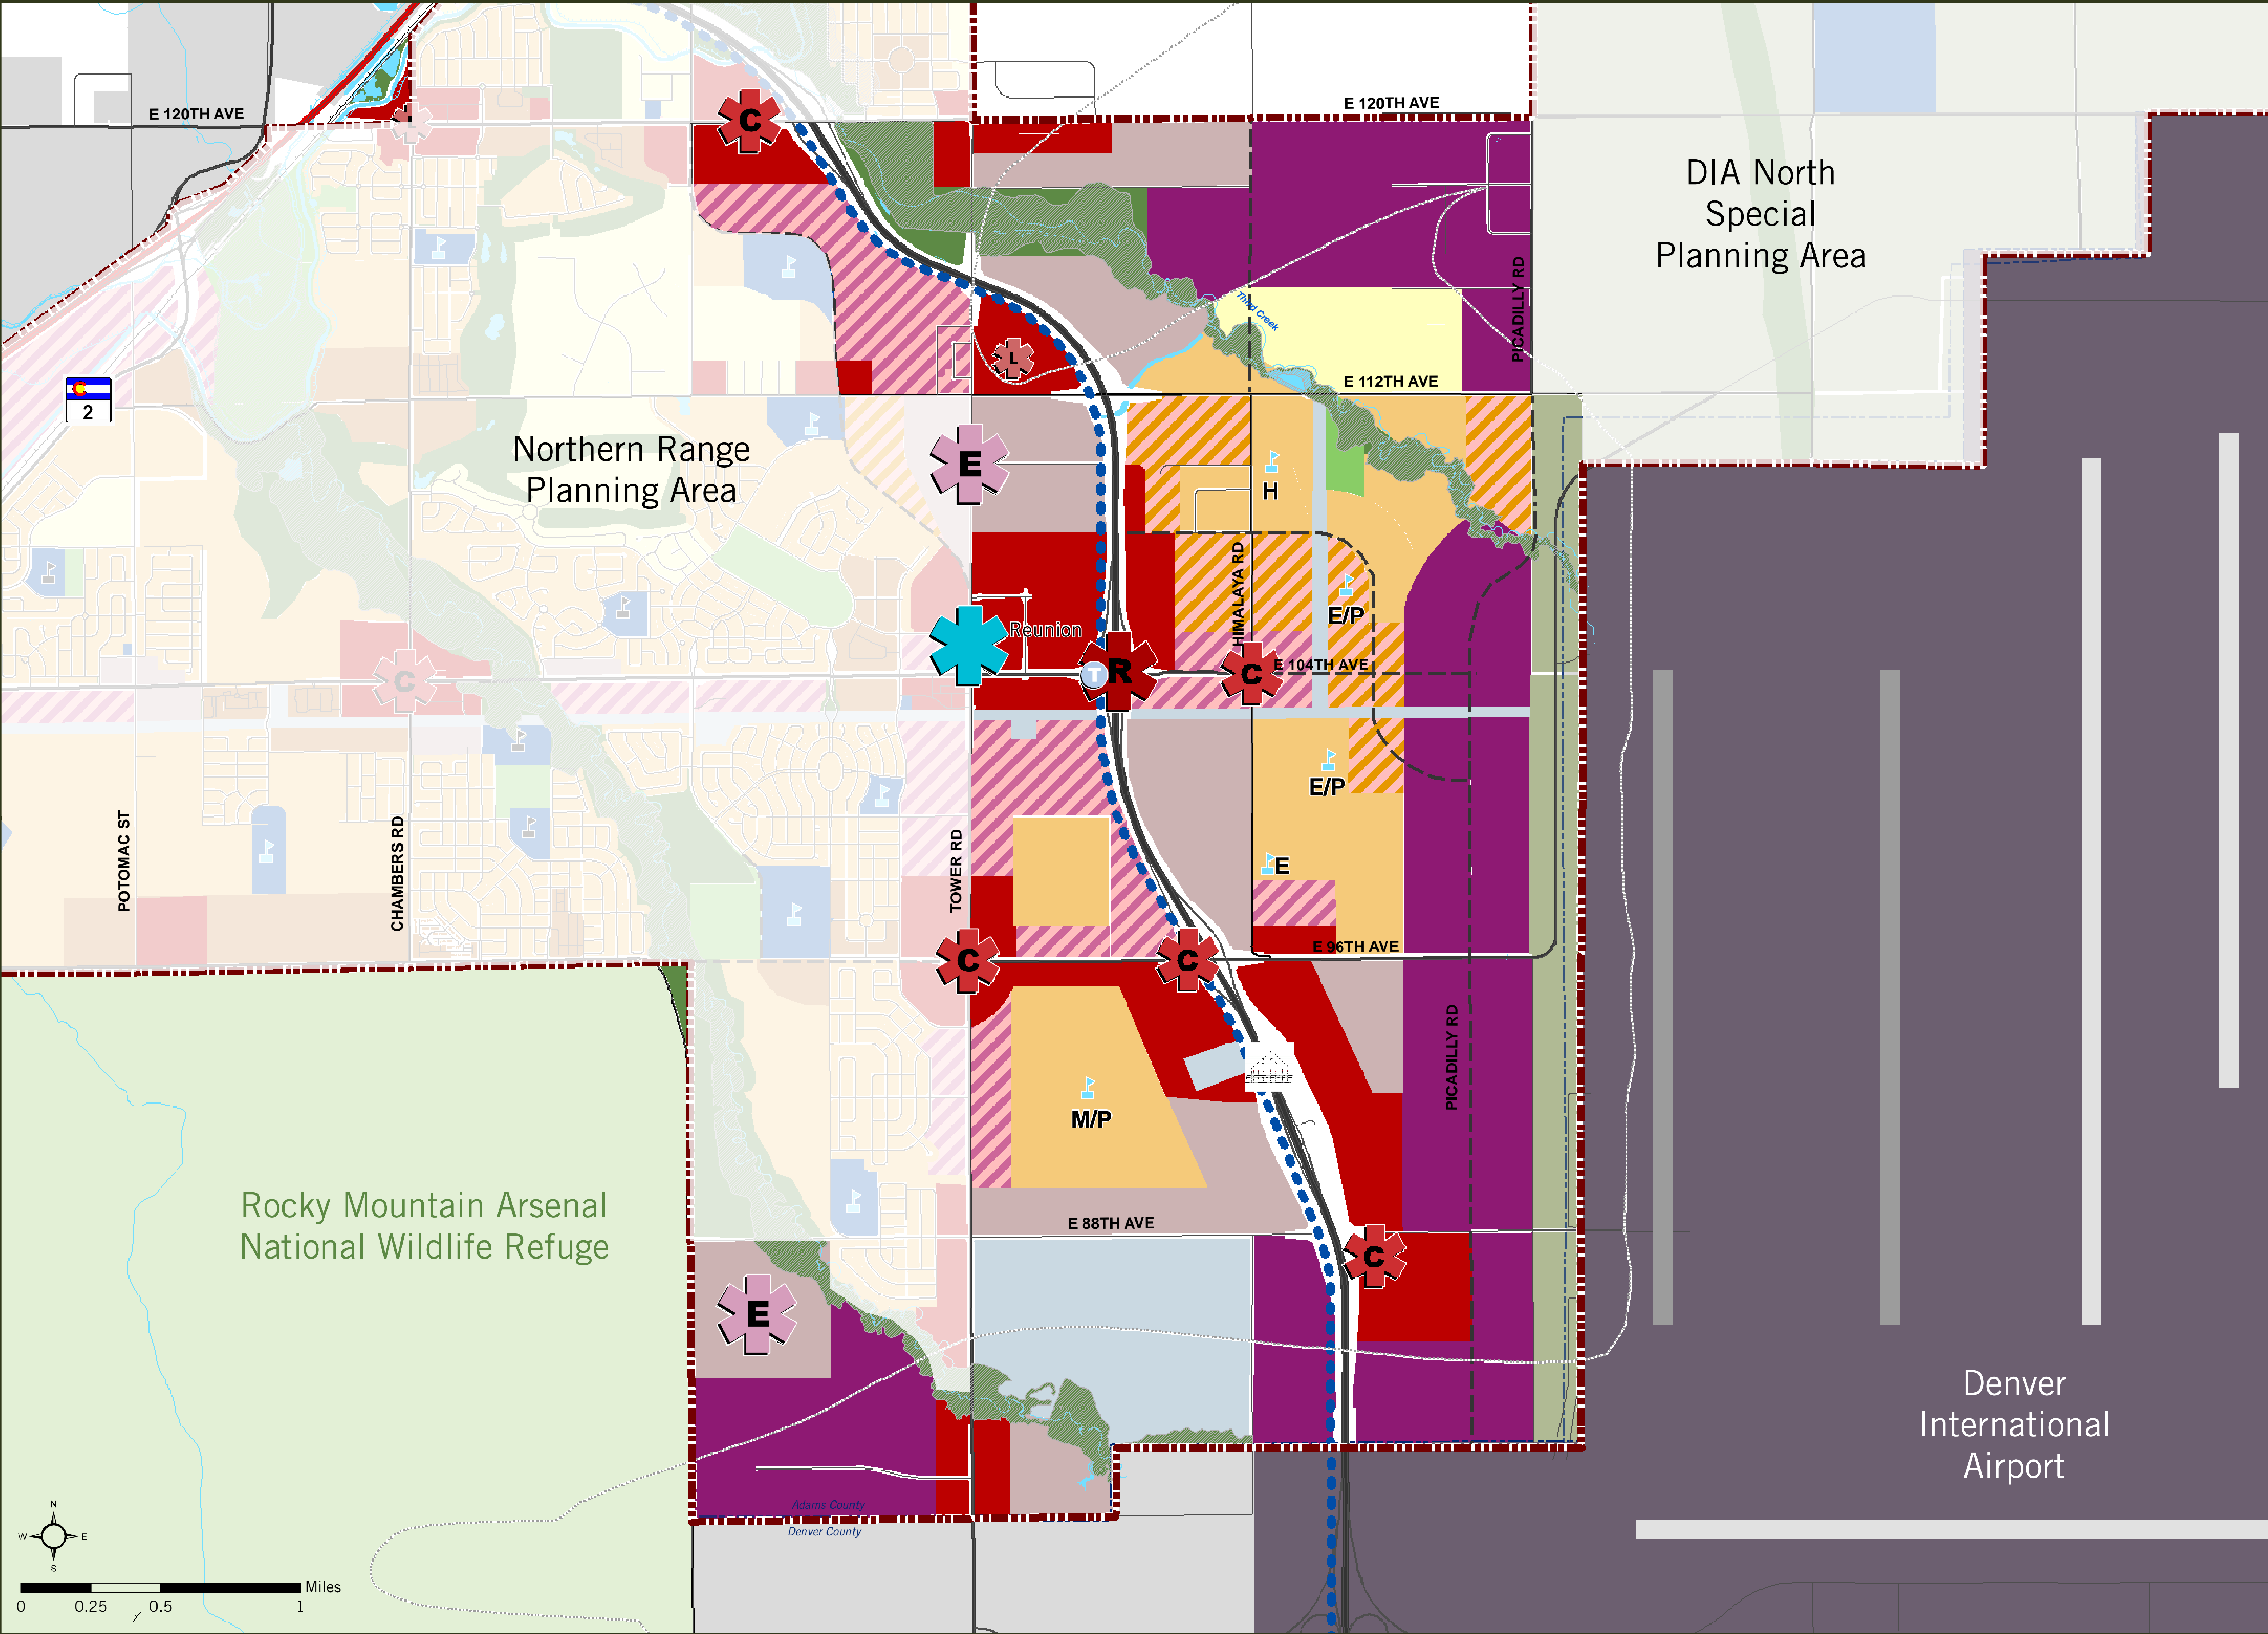 E 120TH AVE
E 120TH AVE
C
DIA North
Special
Planning Area
PICADILLY RD
Third Creek
L
E 112TH AVE
2
Northern Range
Planning Area
E
H
HIMALAYA RD
E/P
Reunion
T
R
C
E 104TH AVE
C
E/P
POTOMAC ST
CHAMBERS RD
TOWER RD
E
E 96TH AVE
C
C
PICADILLY RD
M/P
Rocky Mountain Arsenal
National Wildlife Refuge
E 88TH AVE
C
E
Denver
International
Airport
Adams County
Denver County
N
W
E
S
Miles
0
0.25
0.5
1